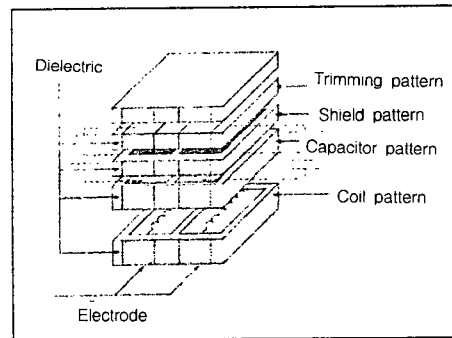 Dielectric
Trimming pattern
Shield pattern
Capacitor pattern
Coil pattern
Electrode